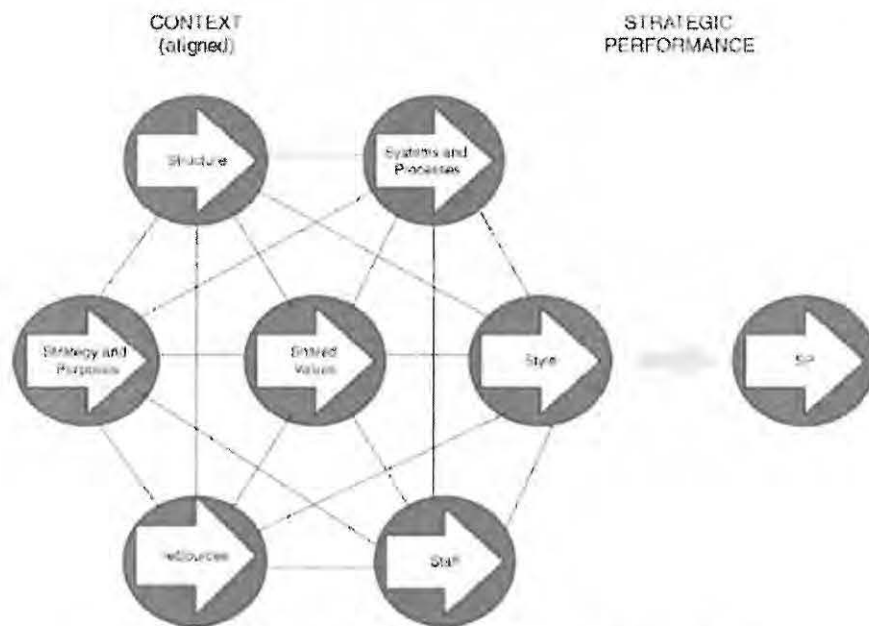 CONTEXT
(aligned)
STRATEGIC
PERFORMANCE
Structure
Systems and
Processes
Strategy and
Purposes
Shared
Values
Style
SP
reSources
Staff